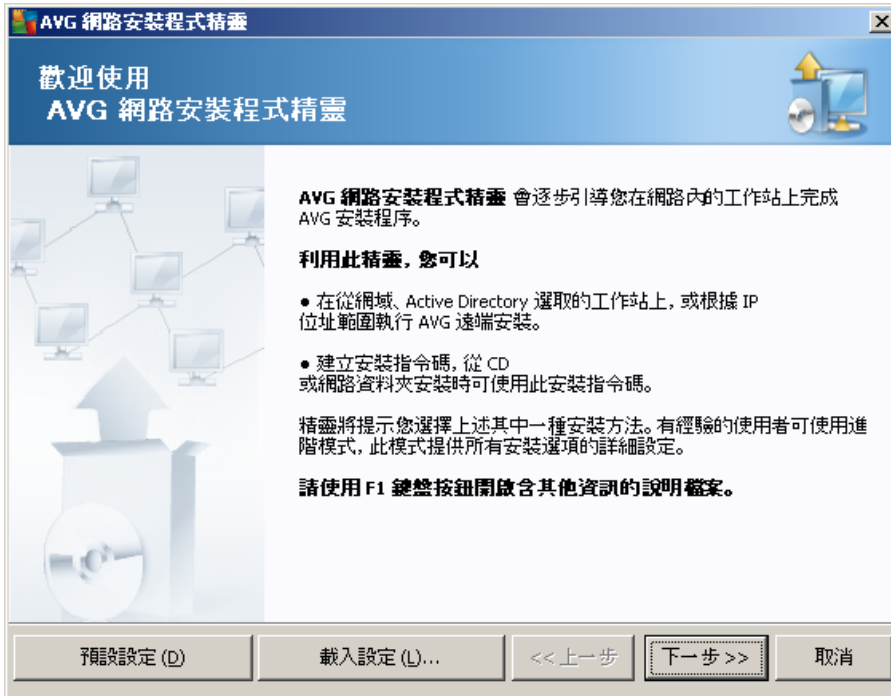 AVG 網路安裝程式精靈
歡迎使用
AVG 網路安裝程式精靈
AVG 網路安裝程式精靈 會逐步引導您在網路內的工作站上完成
AVG 安裝程序。
利用此精靈, 您可以
● 在從網域、Active Directory 選取的工作站上, 或根據 IP
位址範圍執行 AVG 遠端安裝。
● 建立安裝指令碼, 從 CD
或網路資料夾安裝時可使用此安裝指令碼。
精靈將提示您選擇上述其中一種安裝方法。有經驗的使用者可使用進
階模式, 此模式提供所有安裝選項的詳細設定。
請使用 F1 鍵盤按鈕開啟含其他資訊的說明檔案。
預設設定 (D)
載入設定 (L)...
<< 上一步
下一步 >>
取消